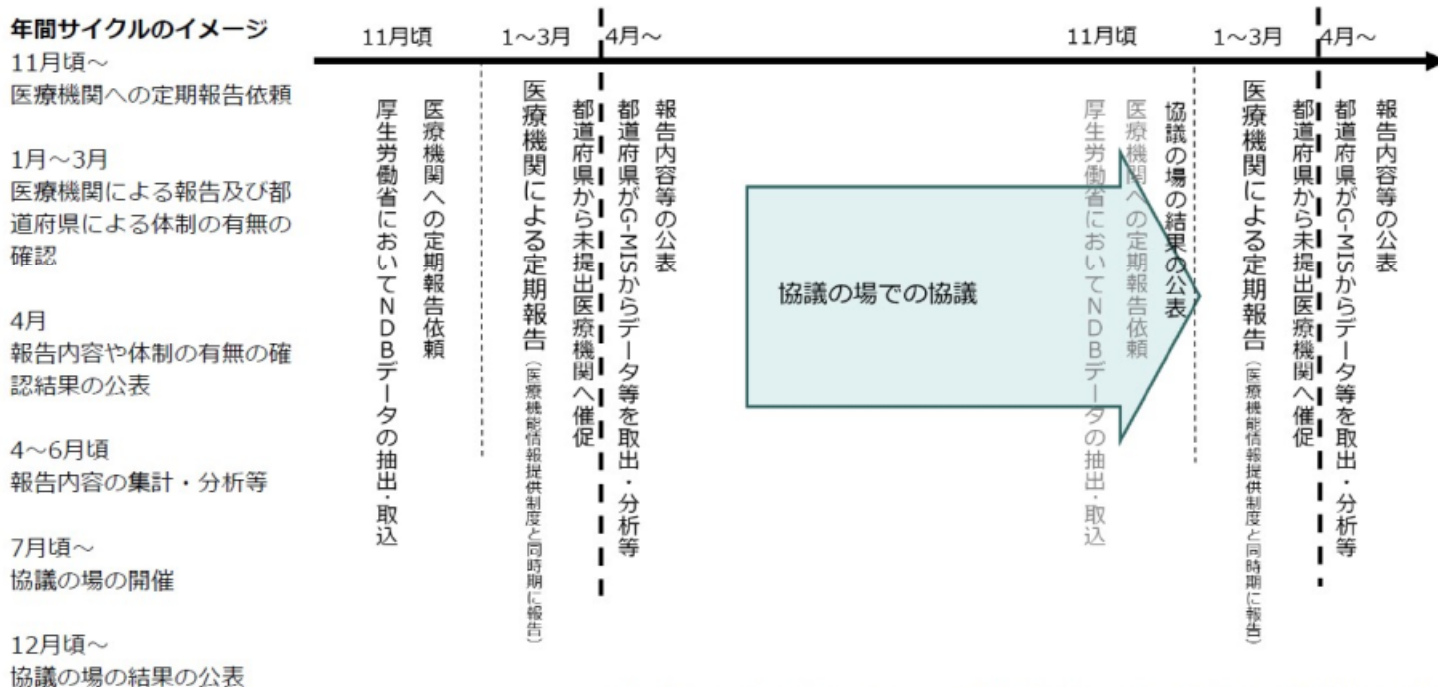 年間サイクルのイメージ
11月頃～
医療機関への定期報告依頼
1月～3月
医療機関による報告及び都
道府県による体制の有無の
確認
4月
報告内容や体制の有無の確
認結果の公表
4～6月頃
報告内容の集計・分析等
7月頃～
協議の場の開催
12月頃～
協議の場の結果の公表
11月頃
1～3月
4月～
11月頃
1～3月
4月～
厚生労働省においてNDBデータの抽出・取込
医療機関への定期報告依頼
医療機関による定期報告（医療機能情報提供制度と同時期に報告）
都道府県から未提出医療機関へ催促
都道府県がG-MISからデータ等を取出・分析等
報告内容等の公表
協議の場での協議
厚生労働省においてNDBデータの抽出・取込
医療機関への定期報告依頼
協議の場の結果の公表
医療機関による定期報告（医療機能情報提供制度と同時期に報告）
都道府県から未提出医療機関へ催促
都道府県がG-MISからデータ等を取出・分析等
報告内容等の公表